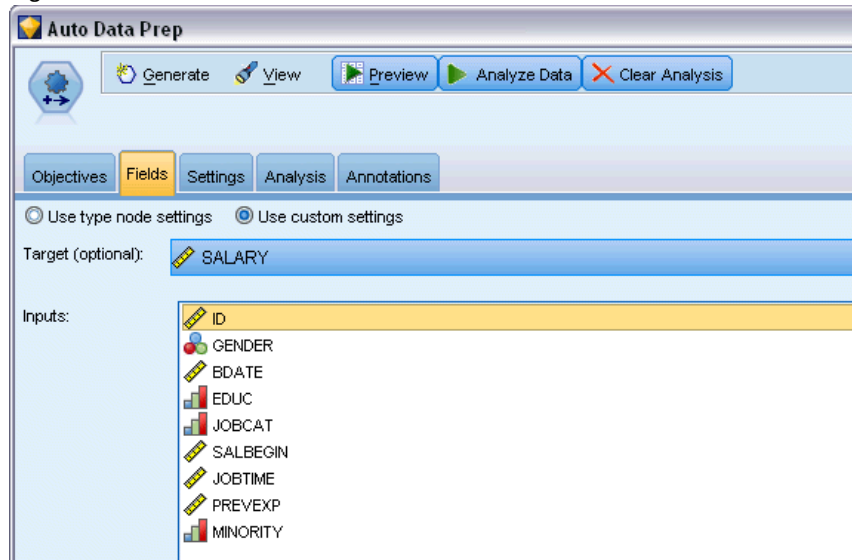 Auto Data Prep
Generate View Preview Analyze Data Clear Analysis
Objectives Fields Settings Analysis Annotations
Use type node settings Use custom settings
Target (optional): SALARY
Inputs: ID
GENDER
BDATE
EDUC
JOBCAT
SALBEGIN
JOBTIME
PREVEXP
MINORITY